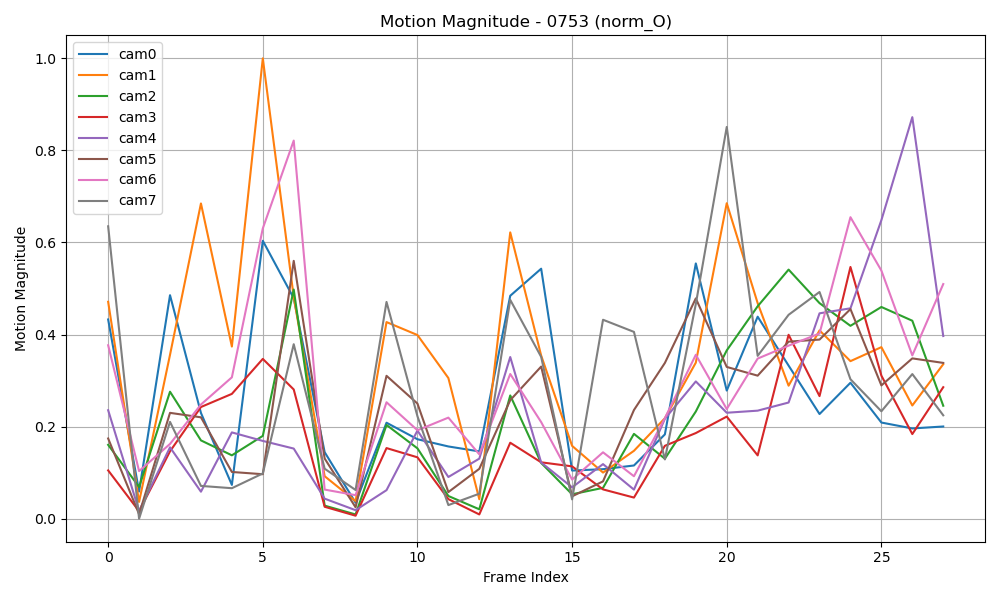 Motion Magnitude - 0753 (norm_O)
cam0
cam1
cam2
cam3
cam4
cam5
cam6
cam7
Motion Magnitude
1.0
0.8
0.6
0.4
0.2
0.0
0 5 10 15 20 25
Frame Index